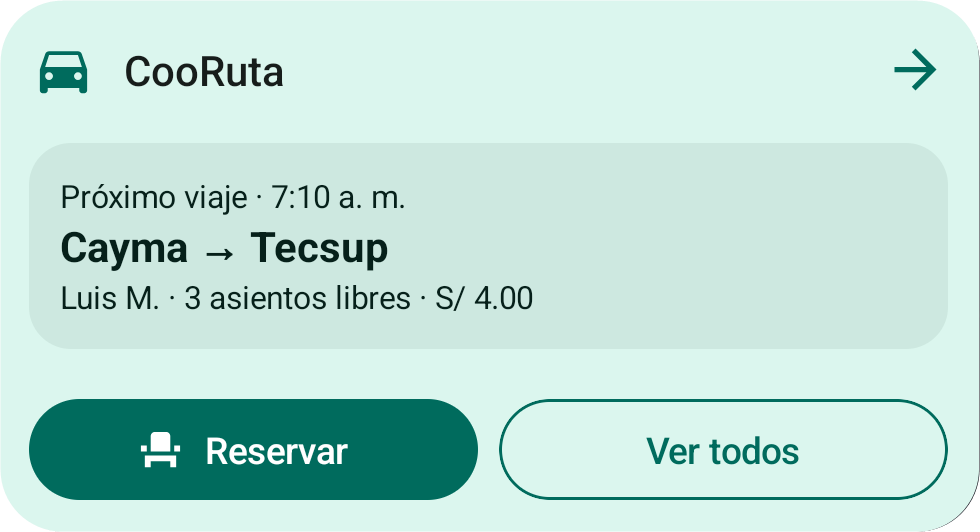 CooRuta
Próximo viaje · 7:10 a. m.
Cayma → Tecsup
Luis M. · 3 asientos libres · S/ 4.00
Reservar
Ver todos